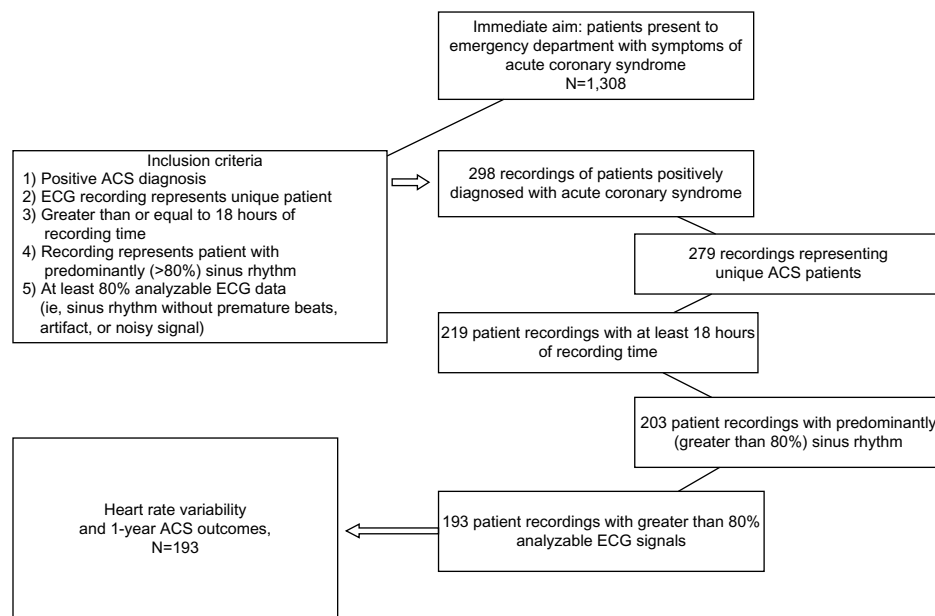 Immediate aim: patients present to
emergency department with symptoms of
acute coronary syndrome
N=1,308
Inclusion criteria
1) Positive ACS diagnosis
2) ECG recording represents unique patient
3) Greater than or equal to 18 hours of
recording time
4) Recording represents patient with
predominantly (>80%) sinus rhythm
5) At least 80% analyzable ECG data
(ie, sinus rhythm without premature beats,
artifact, or noisy signal)
298 recordings of patients positively
diagnosed with acute coronary syndrome
279 recordings representing
unique ACS patients
219 patient recordings with at least 18 hours
of recording time
203 patient recordings with predominantly
(greater than 80%) sinus rhythm
193 patient recordings with greater than 80%
analyzable ECG signals
Heart rate variability
and 1-year ACS outcomes,
N=193